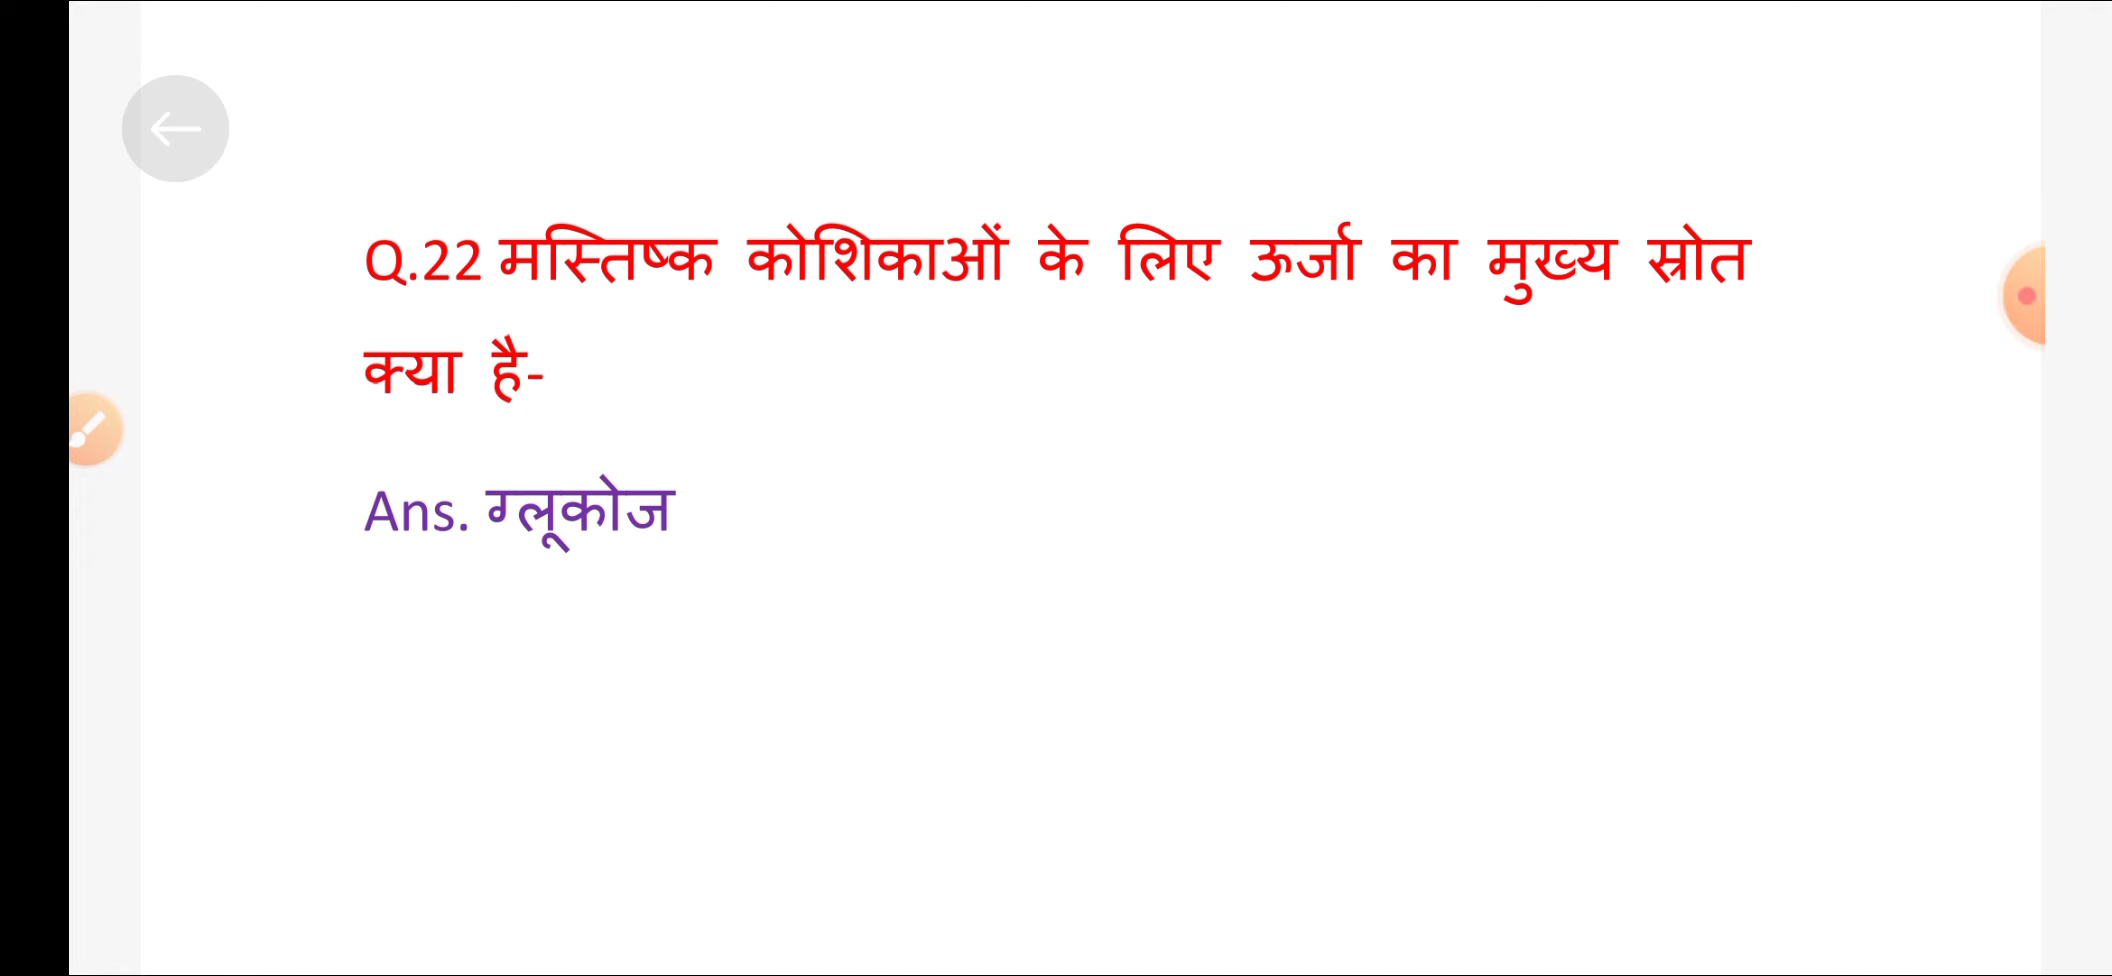 Q.22 मस्तिष्क कोशिकाओं के लिए ऊर्जा का मुख्य स्रोत
क्या है-
Ans. ग्लूकोज